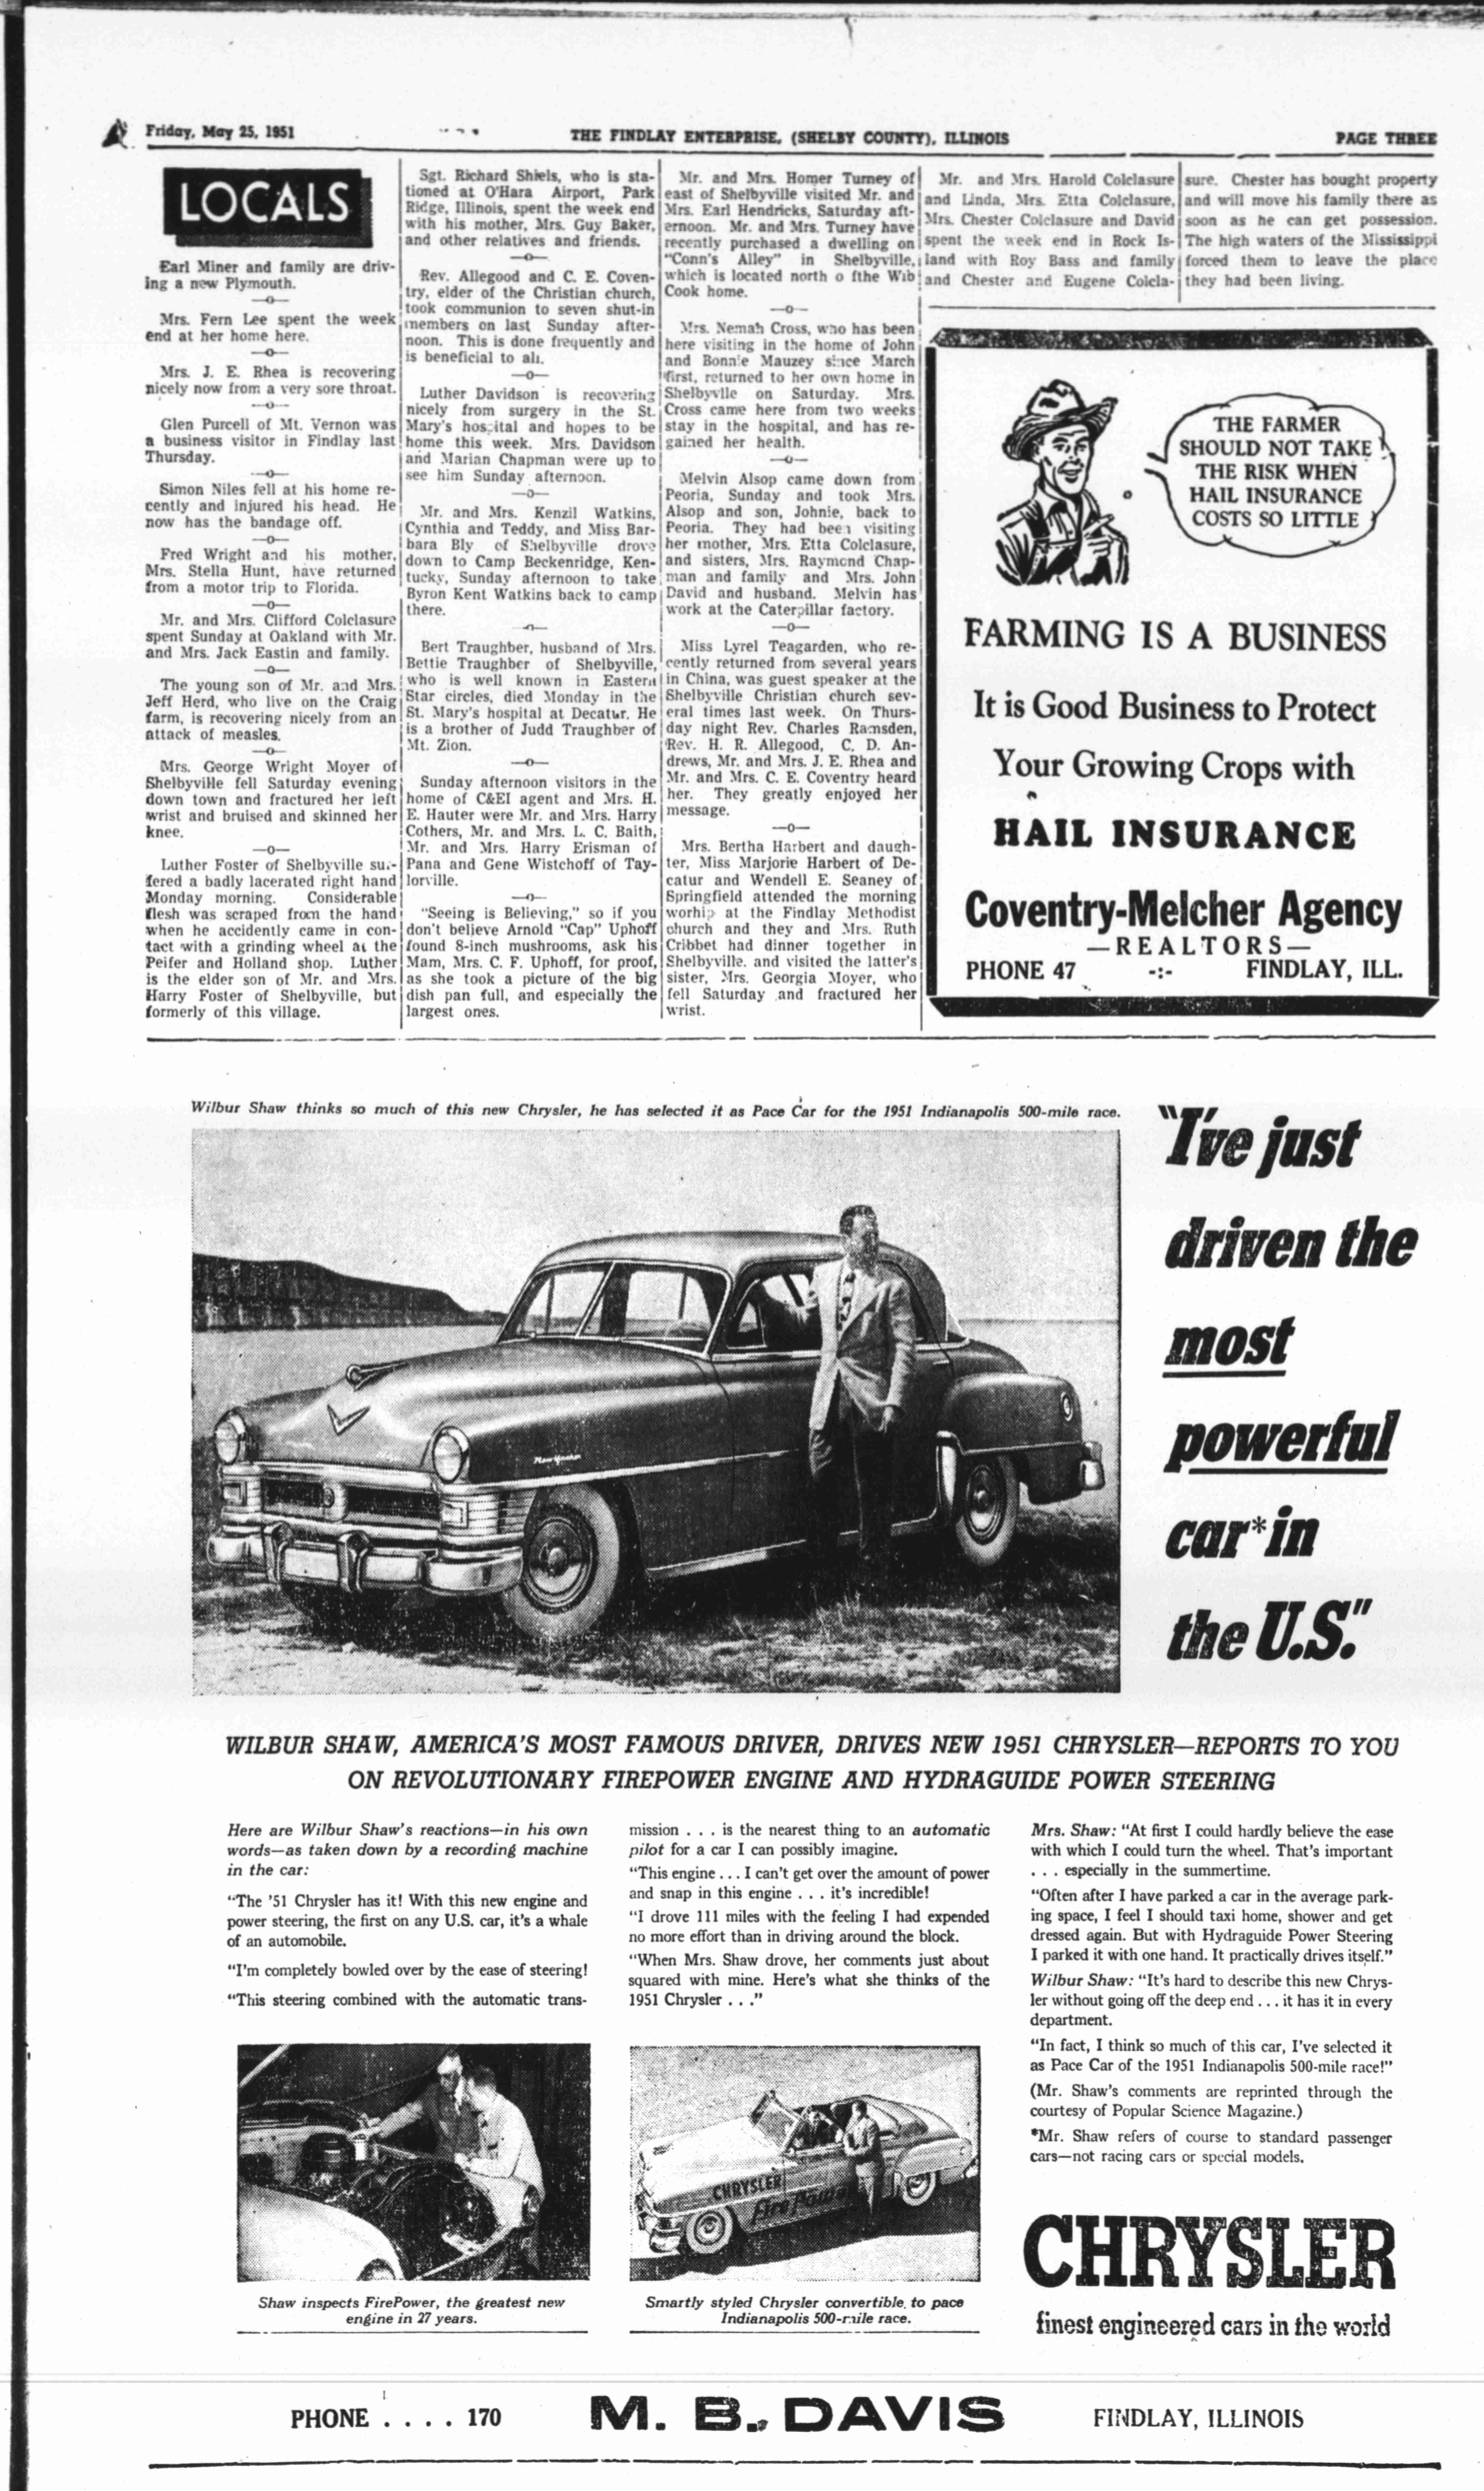 Friday, May 25, 1951
THE FINDLAY ENTERPRISE, (SHELBY COUNTY), ILLINOIS
PAGE THREE
LOCALS
Earl Miner and family are driv-
ing a new Plymouth.
—o—
Mrs. Fern Lee spent the week
end at her home here.
—o—
Mrs. J. E. Rhea is recovering
nicely now from a very sore throat.
—o—
Glen Purcell of Mt. Vernon was
a business visitor in Findlay last
Thursday.
—o—
Simon Niles fell at his home re-
cently and injured his head. He
now has the bandage off.
—o—
Fred Wright and his mother,
Mrs. Stella Hunt, have returned
from a motor trip to Florida.
—o—
Mr. and Mrs. Clifford Colclasure
spent Sunday at Oakland with Mr.
and Mrs. Jack Eastin and family.
—o—
The young son of Mr. and Mrs.
Jeff Herd, who live on the Craig
farm, is recovering nicely from an
attack of measles.
—o—
Mrs. George Wright Moyer of
Shelbyville fell Saturday evening
down town and fractured her left
wrist and bruised and skinned her
knee.
—o—
Luther Foster of Shelbyville suf-
fered a badly lacerated right hand
Monday morning. Considerable
flesh was scraped from the hand
when he accidently came in con-
tact with a grinding wheel at the
Peifer and Holland shop. Luther
is the elder son of Mr. and Mrs.
Harry Foster of Shelbyville, but
formerly of this village.
Sgt. Richard Shiels, who is sta-
tioned at O'Hara Airport, Park
Ridge, Illinois, spent the week end
with his mother, Mrs. Guy Baker,
and other relatives and friends.
—o—
Rev. Allegood and C. E. Coven-
try, elder of the Christian church,
took communion to seven shut-in
members on last Sunday after-
noon. This is done frequently and
is beneficial to all.
—o—
Luther Davidson is recovering
nicely from surgery in the St.
Mary's hospital and hopes to be
home this week. Mrs. Davidson
and Marian Chapman were up to
see him Sunday afternoon.
—o—
Mr. and Mrs. Kenzil Watkins,
Cynthia and Teddy, and Miss Bar-
bara Bly of Shelbyville drove
down to Camp Beckenridge, Ken-
tucky, Sunday afternoon to take
Byron Kent Watkins back to camp
there.
—o—
Bert Traughber, husband of Mrs.
Bettie Traughber of Shelbyville,
who is well known in Eastern
Star circles, died Monday in the
St. Mary's hospital at Decatur. He
is a brother of Judd Traughber of
Mt. Zion.
—o—
Sunday afternoon visitors in the
home of C&EI agent and Mrs. H.
E. Hauter were Mr. and Mrs. Harry
Cothers, Mr. and Mrs. L. C. Baith,
Mr. and Mrs. Harry Erisman of
Pana and Gene Wistchoff of Tay-
lorville.
—o—
"Seeing is Believing," so if you
don't believe Arnold "Cap" Uphoff
found 8-inch mushrooms, ask his
Mam, Mrs. C. F. Uphoff, for proof,
as she took a picture of the big
dish pan full, and especially the
largest ones.
Mr. and Mrs. Homer Turney of
east of Shelbyville visited Mr. and
Mrs. Earl Hendricks, Saturday aft-
ernoon. Mr. and Mrs. Turney have
recently purchased a dwelling on
"Conn's Alley" in Shelbyville,
which is located north o fthe Wib
Cook home.
—o—
Mrs. Nemah Cross, who has been
here visiting in the home of John
and Bonnie Mauzey since March
first, returned to her own home in
Shelbyvlle on Saturday. Mrs.
Cross came here from two weeks
stay in the hospital, and has re-
gained her health.
—o—
Melvin Alsop came down from
Peoria, Sunday and took Mrs.
Alsop and son, Johnie, back to
Peoria. They had been visiting
her mother, Mrs. Etta Colclasure,
and sisters, Mrs. Raymond Chap-
man and family and Mrs. John
David and husband. Melvin has
work at the Caterpillar factory.
—o—
Miss Lyrel Teagarden, who re-
cently returned from several years
in China, was guest speaker at the
Shelbyville Christian church sev-
eral times last week. On Thurs-
day night Rev. Charles Ramsden,
Rev. H. R. Allegood, C. D. An-
drews, Mr. and Mrs. J. E. Rhea and
Mr. and Mrs. C. E. Coventry heard
her. They greatly enjoyed her
message.
—o—
Mrs. Bertha Harbert and daugh-
ter, Miss Marjorie Harbert of De-
catur and Wendell E. Seaney of
Springfield attended the morning
worhip at the Findlay Methodist
church and they and Mrs. Ruth
Cribbet had dinner together in
Shelbyville. and visited the latter's
sister, Mrs. Georgia Moyer, who
fell Saturday and fractured her
wrist.
Mr. and Mrs. Harold Colclasure
and Linda, Mrs. Etta Colclasure,
Mrs. Chester Colclasure and David
spent the week end in Rock Is-
land with Roy Bass and family
and Chester and Eugene Colcla-
sure. Chester has bought property
and will move his family there as
soon as he can get possession.
The high waters of the Mississippi
forced them to leave the place
they had been living.
THE FARMER
SHOULD NOT TAKE
THE RISK WHEN
HAIL INSURANCE
COSTS SO LITTLE
FARMING IS A BUSINESS
It is Good Business to Protect
Your Growing Crops with
HAIL INSURANCE
Coventry-Melcher Agency
—REALTORS—
PHONE 47 -:- FINDLAY, ILL.
Wilbur Shaw thinks so much of this new Chrysler, he has selected it as Pace Car for the 1951 Indianapolis 500-mile race.
New Yorker
"I've just
driven the
most
powerful
car*in
the U.S."
WILBUR SHAW, AMERICA'S MOST FAMOUS DRIVER, DRIVES NEW 1951 CHRYSLER—REPORTS TO YOU
ON REVOLUTIONARY FIREPOWER ENGINE AND HYDRAGUIDE POWER STEERING
Here are Wilbur Shaw's reactions—in his own
words—as taken down by a recording machine
in the car:
"The '51 Chrysler has it! With this new engine and
power steering, the first on any U.S. car, it's a whale
of an automobile.
"I'm completely bowled over by the ease of steering!
"This steering combined with the automatic trans-
mission . . . is the nearest thing to an automatic
pilot for a car I can possibly imagine.
"This engine . . . I can't get over the amount of power
and snap in this engine . . . it's incredible!
"I drove 111 miles with the feeling I had expended
no more effort than in driving around the block.
"When Mrs. Shaw drove, her comments just about
squared with mine. Here's what she thinks of the
1951 Chrysler . . ."
Mrs. Shaw: "At first I could hardly believe the ease
with which I could turn the wheel. That's important
. . . especially in the summertime.
"Often after I have parked a car in the average park-
ing space, I feel I should taxi home, shower and get
dressed again. But with Hydraguide Power Steering
I parked it with one hand. It practically drives itself."
Wilbur Shaw: "It's hard to describe this new Chrys-
ler without going off the deep end . . . it has it in every
department.
"In fact, I think so much of this car, I've selected it
as Pace Car of the 1951 Indianapolis 500-mile race!"
(Mr. Shaw's comments are reprinted through the
courtesy of Popular Science Magazine.)
*Mr. Shaw refers of course to standard passenger
cars—not racing cars or special models.
Shaw inspects FirePower, the greatest new
engine in 27 years.
CHRYSLER
Fire Power
Smartly styled Chrysler convertible, to pace
Indianapolis 500-mile race.
CHRYSLER
finest engineered cars in the world
PHONE . . . . 170
M. B. DAVIS
FINDLAY, ILLINOIS